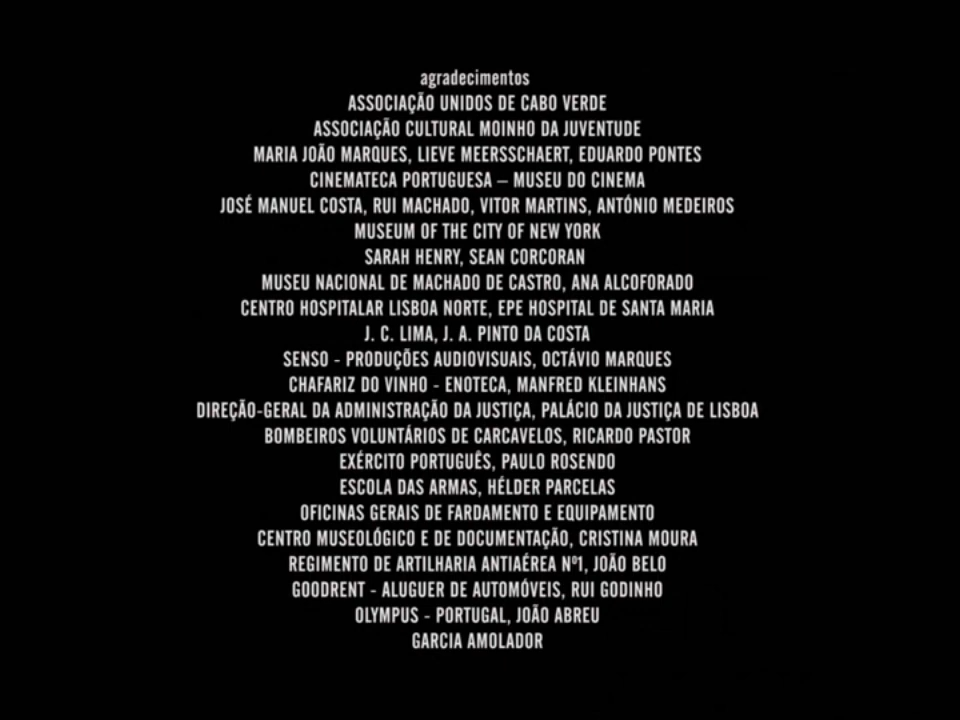 agradecimentos
ASSOCIAÇÃO UNIDOS DE CABO VERDE
ASSOCIAÇÃO CULTURAL MOINHO DA JUVENTUDE
MARIA JOÃO MARQUES, LIEVE MEERSSCHAERT, EDUARDO PONTES
CINEMATECA PORTUGUESA – MUSEU DO CINEMA
JOSÉ MANUEL COSTA, RUI MACHADO, VITOR MARTINS, ANTÓNIO MEDEIROS
MUSEUM OF THE CITY OF NEW YORK
SARAH HENRY, SEAN CORCORAN
MUSEU NACIONAL DE MACHADO DE CASTRO, ANA ALCOFORADO
CENTRO HOSPITALAR LISBOA NORTE, EPE HOSPITAL DE SANTA MARIA
J. C. LIMA, J. A. PINTO DA COSTA
SENSO - PRODUÇÕES AUDIOVISUAIS, OCTÁVIO MARQUES
CHAFARIZ DO VINHO - ENOTECA, MANFRED KLEINHANS
DIREÇÃO-GERAL DA ADMINISTRAÇÃO DA JUSTIÇA, PALÁCIO DA JUSTIÇA DE LISBOA
BOMBEIROS VOLUNTÁRIOS DE CARCAVELOS, RICARDO PASTOR
EXÉRCITO PORTUGUÊS, PAULO ROSENDO
ESCOLA DAS ARMAS, HÉLDER PARCELAS
OFICINAS GERAIS DE FARDAMENTO E EQUIPAMENTO
CENTRO MUSEOLÓGICO E DE DOCUMENTAÇÃO, CRISTINA MOURA
REGIMENTO DE ARTILHARIA ANTIAÉREA Nº1, JOÃO BELO
GOODRENT - ALUGUER DE AUTOMÓVEIS, RUI GODINHO
OLYMPUS - PORTUGAL, JOÃO ABREU
GARCIA AMOLADOR